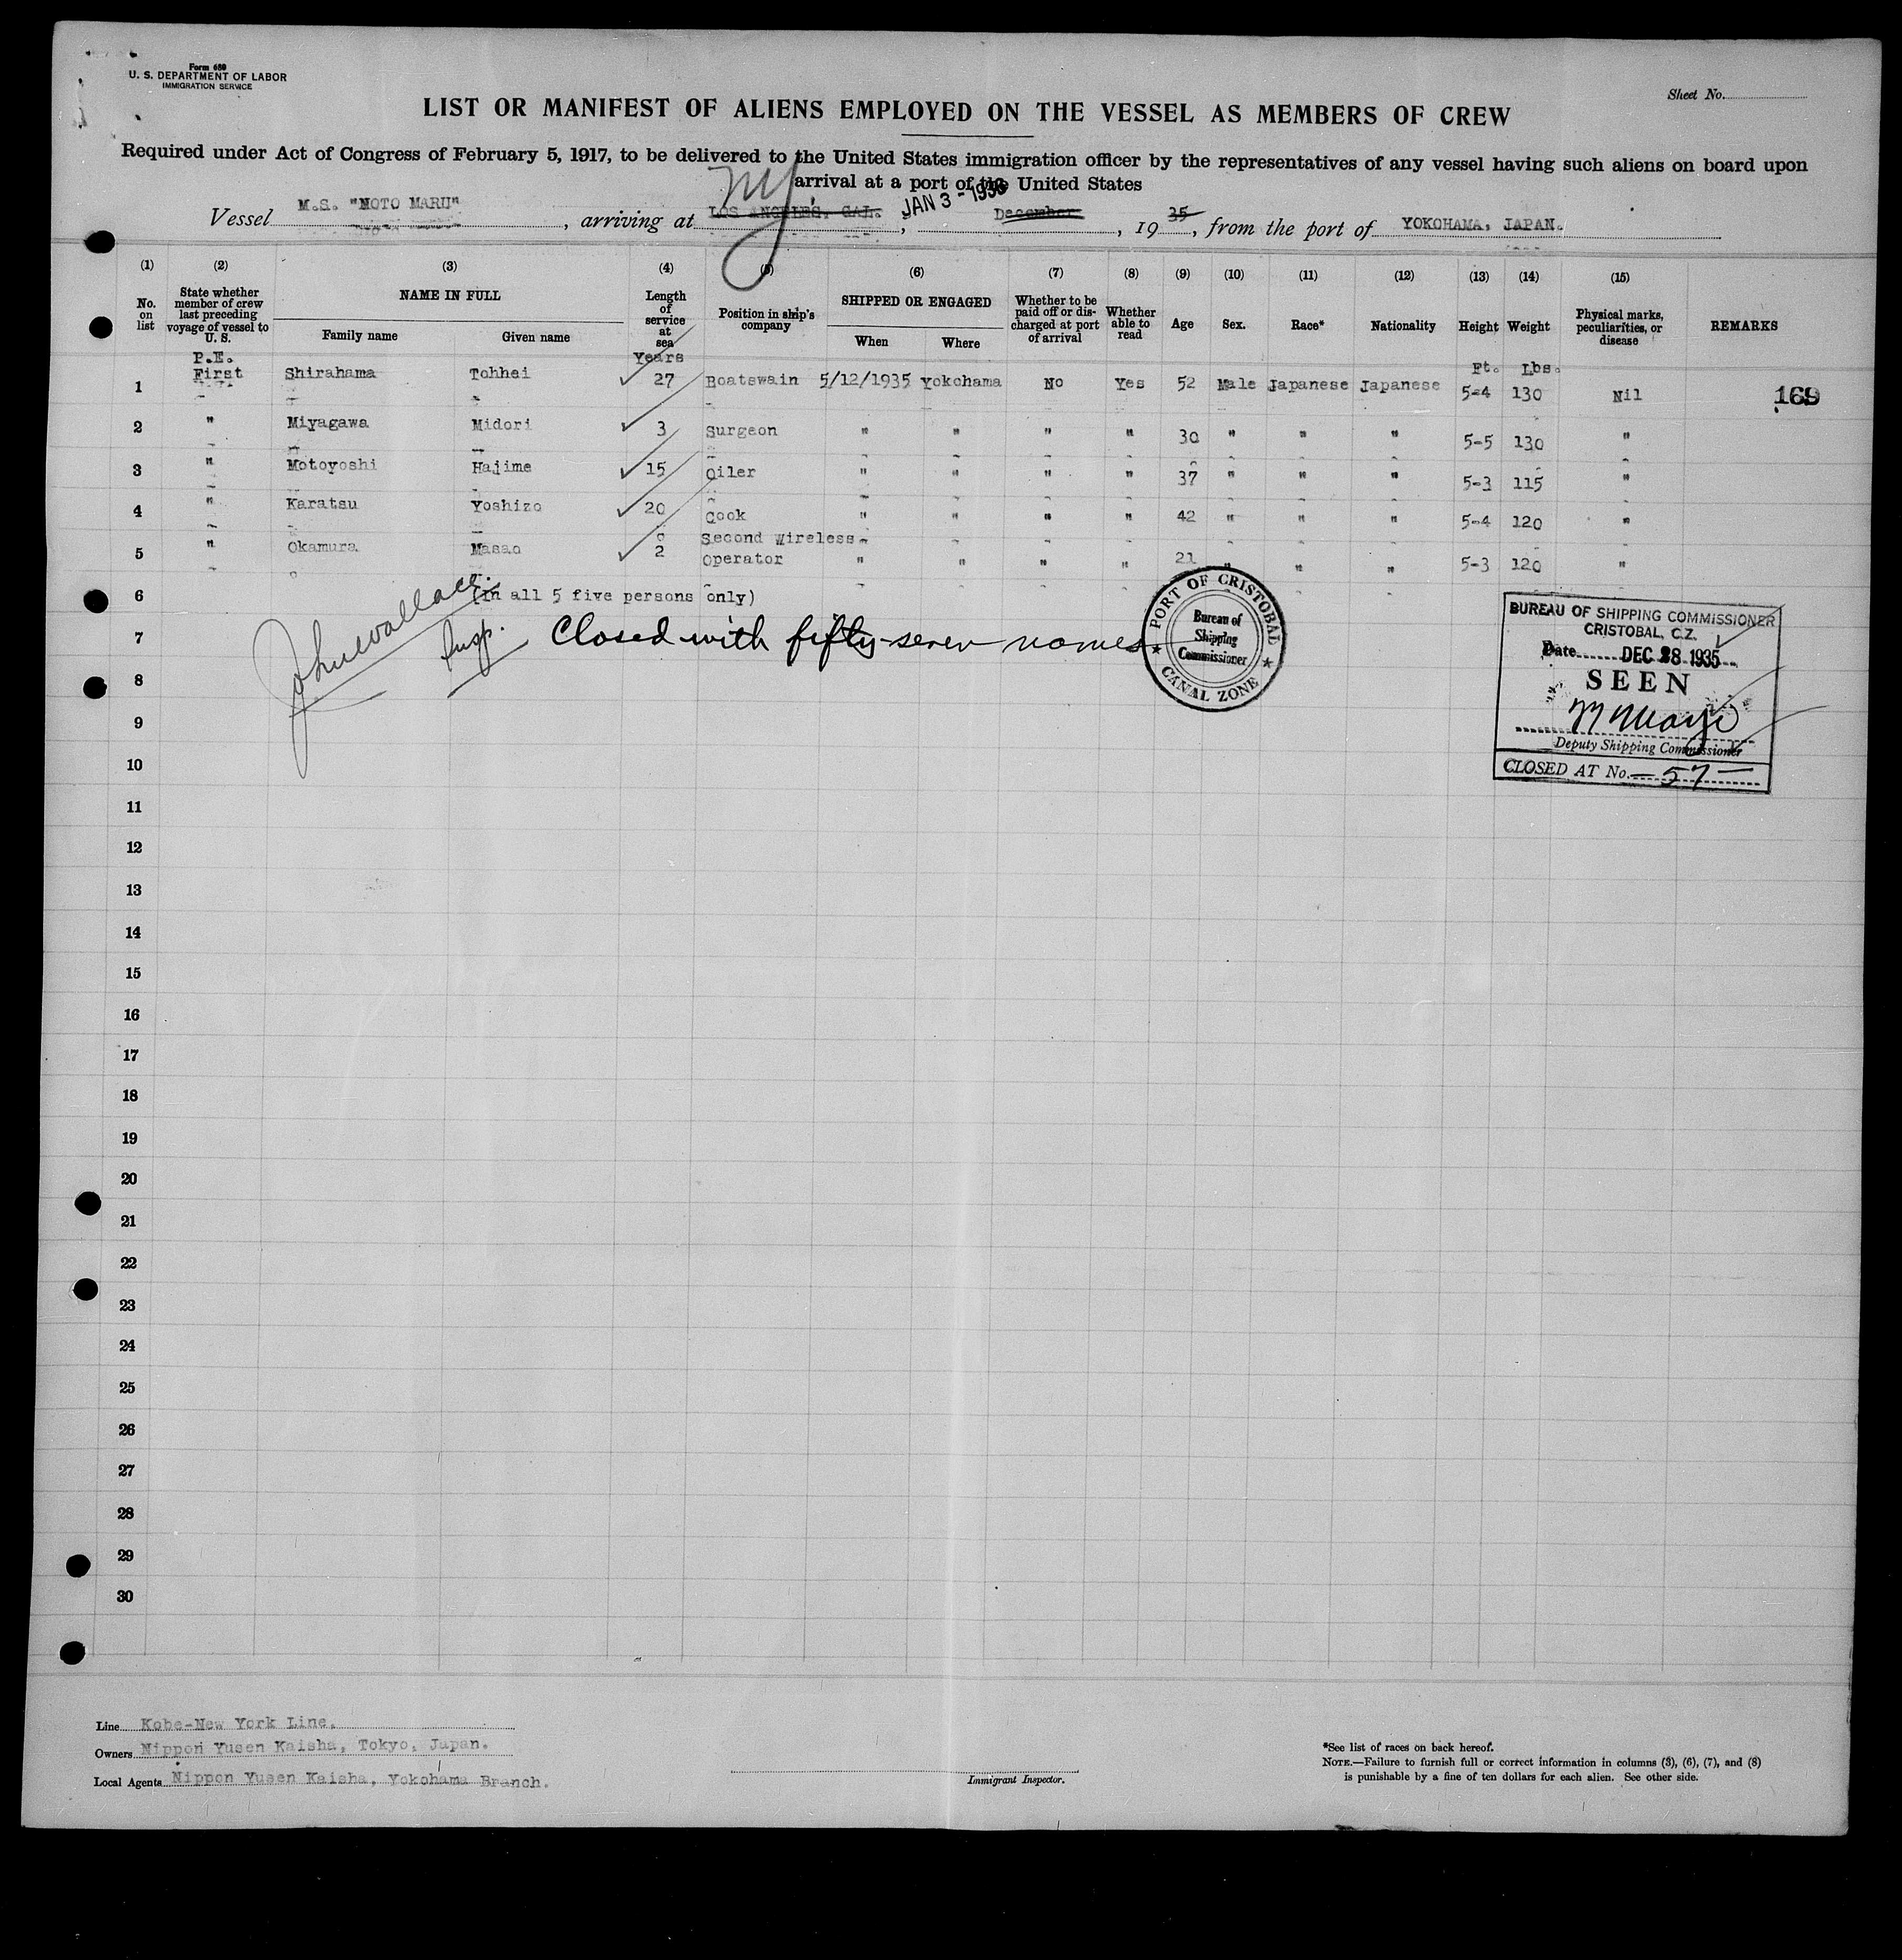 Form 680
U. S. DEPARTMENT OF LABOR
IMMIGRATION SERVICE
Sheet No.
LIST OR MANIFEST OF ALIENS EMPLOYED ON THE VESSEL AS MEMBERS OF CREW
Required under Act of Congress of February 5, 1917, to be delivered to the United States immigration officer by the representatives of any vessel having such aliens on board upon
arrival at a port of the United States
Vessel M.S. "NOTO MARU", arriving at LOS ANGELES, CAL. NY, JAN 3 - 1936 December, 19 35, from the port of YOKOHAMA, JAPAN.
(1) (2) (3) (4) (5) (6) (7) (8) (9) (10) (11) (12) (13) (14) (15)
No. on list State whether member of crew last preceding voyage of vessel to U. S. NAME IN FULL Family name Given name Length of service at sea Position in ship's company SHIPPED OR ENGAGED When Where Whether to be paid off or discharged at port of arrival Whether able to read Age Sex. Race* Nationality Height Weight Physical marks, peculiarities, or disease REMARKS
P.E. Years Ft. Lbs.
1 First Shirahama Tohhei 27 Boatswain 5/12/1935 Yokohama No Yes 52 Male Japanese Japanese 5-4 130 Nil 169
2 " Miyagawa Midori 3 Surgeon " " " " 30 " " " 5-5 130 "
3 " Motoyoshi Hajime 15 Oiler " " " " 37 " " " 5-3 115 "
4 " Karatsu Yoshizo 20 Cook " " " " 42 " " " 5-4 120 "
5 " Okamura Masao 2 Second Wireless Operator " " " " 21 " " " 5-3 120 "
6 (In all 5 five persons only)
John Wallace
Insp.
7 Closed with fifty-seven names
PORT OF CRISTOBAL
Bureau of
Shipping
Commissioner
CANAL ZONE
BUREAU OF SHIPPING COMMISSIONER
CRISTOBAL, C.Z.
Date DEC 28 1935
SEEN
Deputy Shipping Commissioner
CLOSED AT No. — 57 —
8
9
10
11
12
13
14
15
16
17
18
19
20
21
22
23
24
25
26
27
28
29
30
Line Kobe-New York Line.
Owners Nippon Yusen Kaisha, Tokyo, Japan.
Local Agents Nippon Yusen Kaisha, Yokohama Branch.
Immigrant Inspector.
*See list of races on back hereof.
NOTE.—Failure to furnish full or correct information in columns (3), (6), (7), and (8)
is punishable by a fine of ten dollars for each alien. See other side.